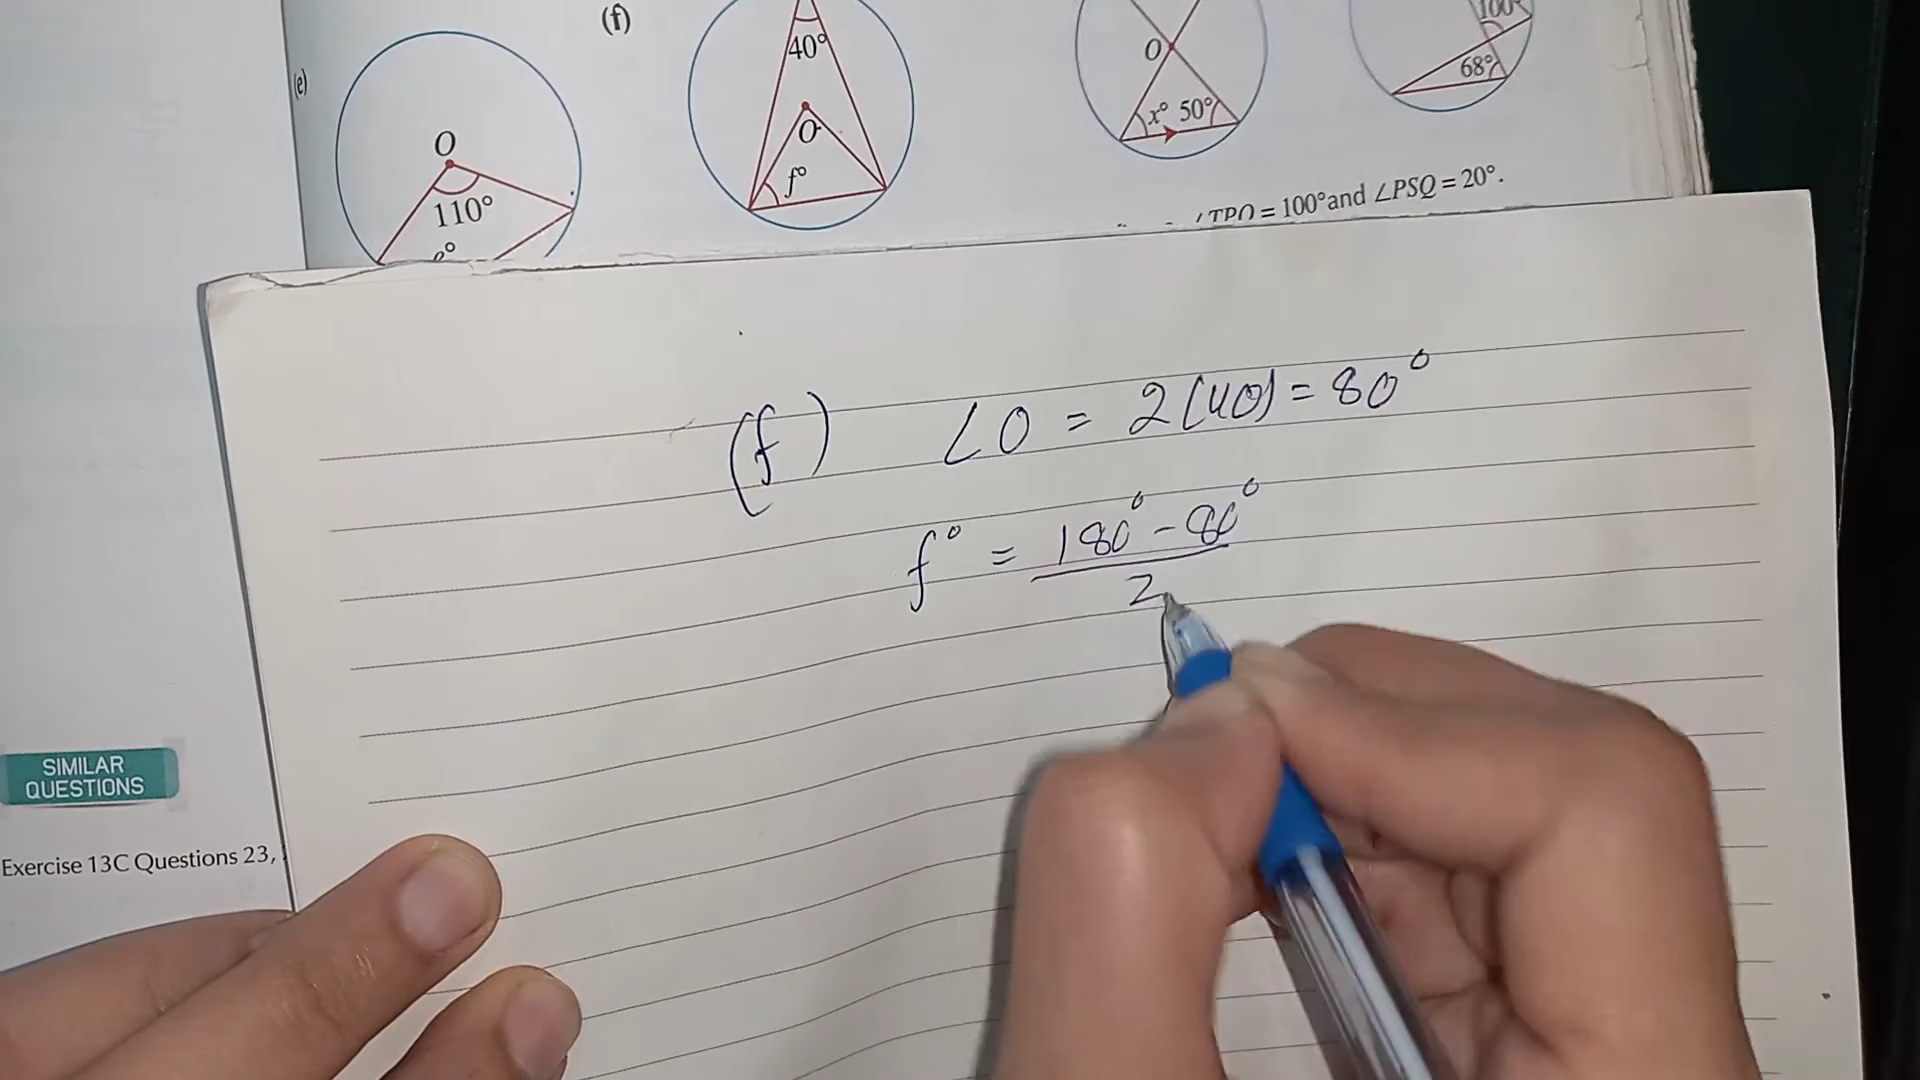 (f)
(e)
40°
O
110°
O
f°
O
x° 50°
100°
68°
∠TPQ = 100° and ∠PSQ = 20°.
(f) ∠O = 2(40) = 80°
f° = 180° - 80°
2
SIMILAR
QUESTIONS
Exercise 13C Questions 23,